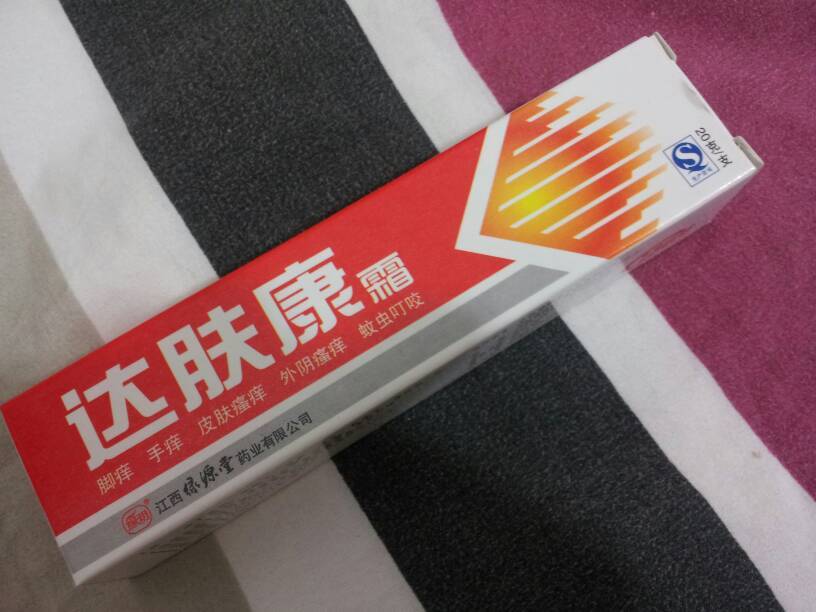 达肤康霜
脚痒 手痒 皮肤瘙痒 外阴瘙痒 蚊虫叮咬
江西绿源堂药业有限公司
20克/支